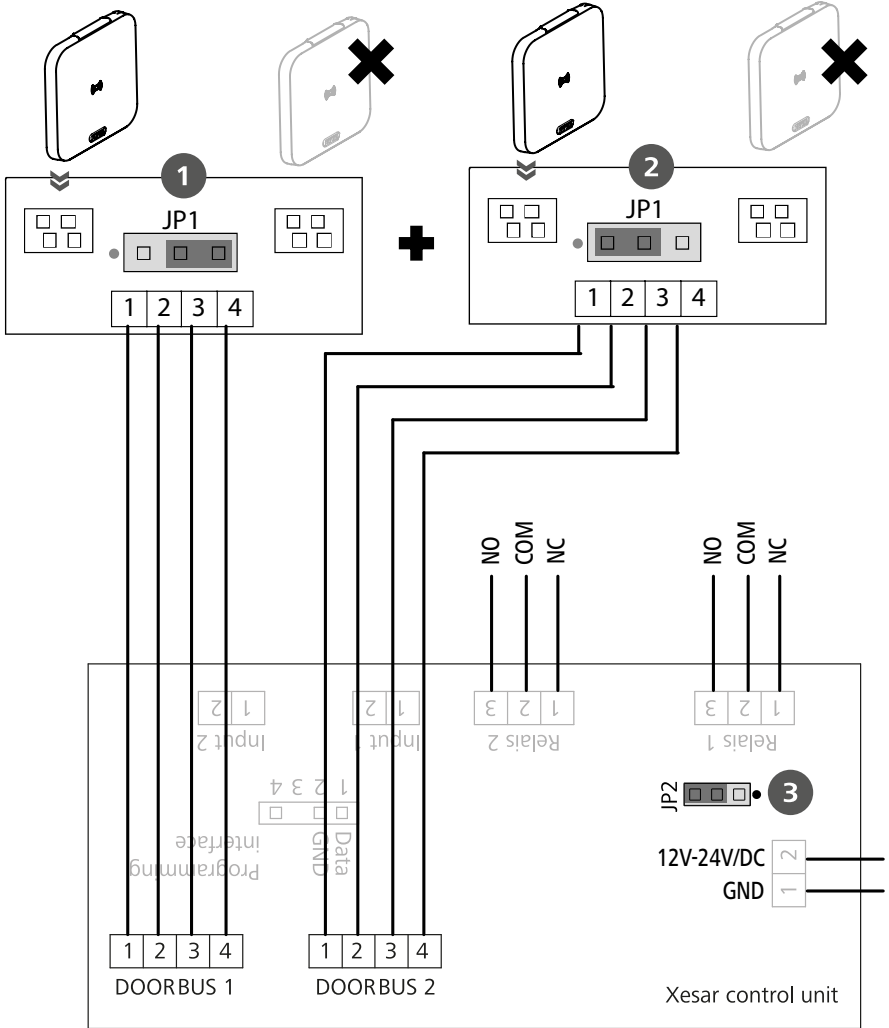 1
2
JP1
JP1
1 2 3 4
1 2 3 4
NO COM NC
NO COM NC
2 1
2 1
3 2 1
3 2 1
Input 2
Input 1
Relais 2
Relais 1
4 3 2 1
JP2
3
Data
GND
Programming
interface
12V-24V/DC 2
GND 1
1 2 3 4
1 2 3 4
DOORBUS 1
DOORBUS 2
Xesar control unit